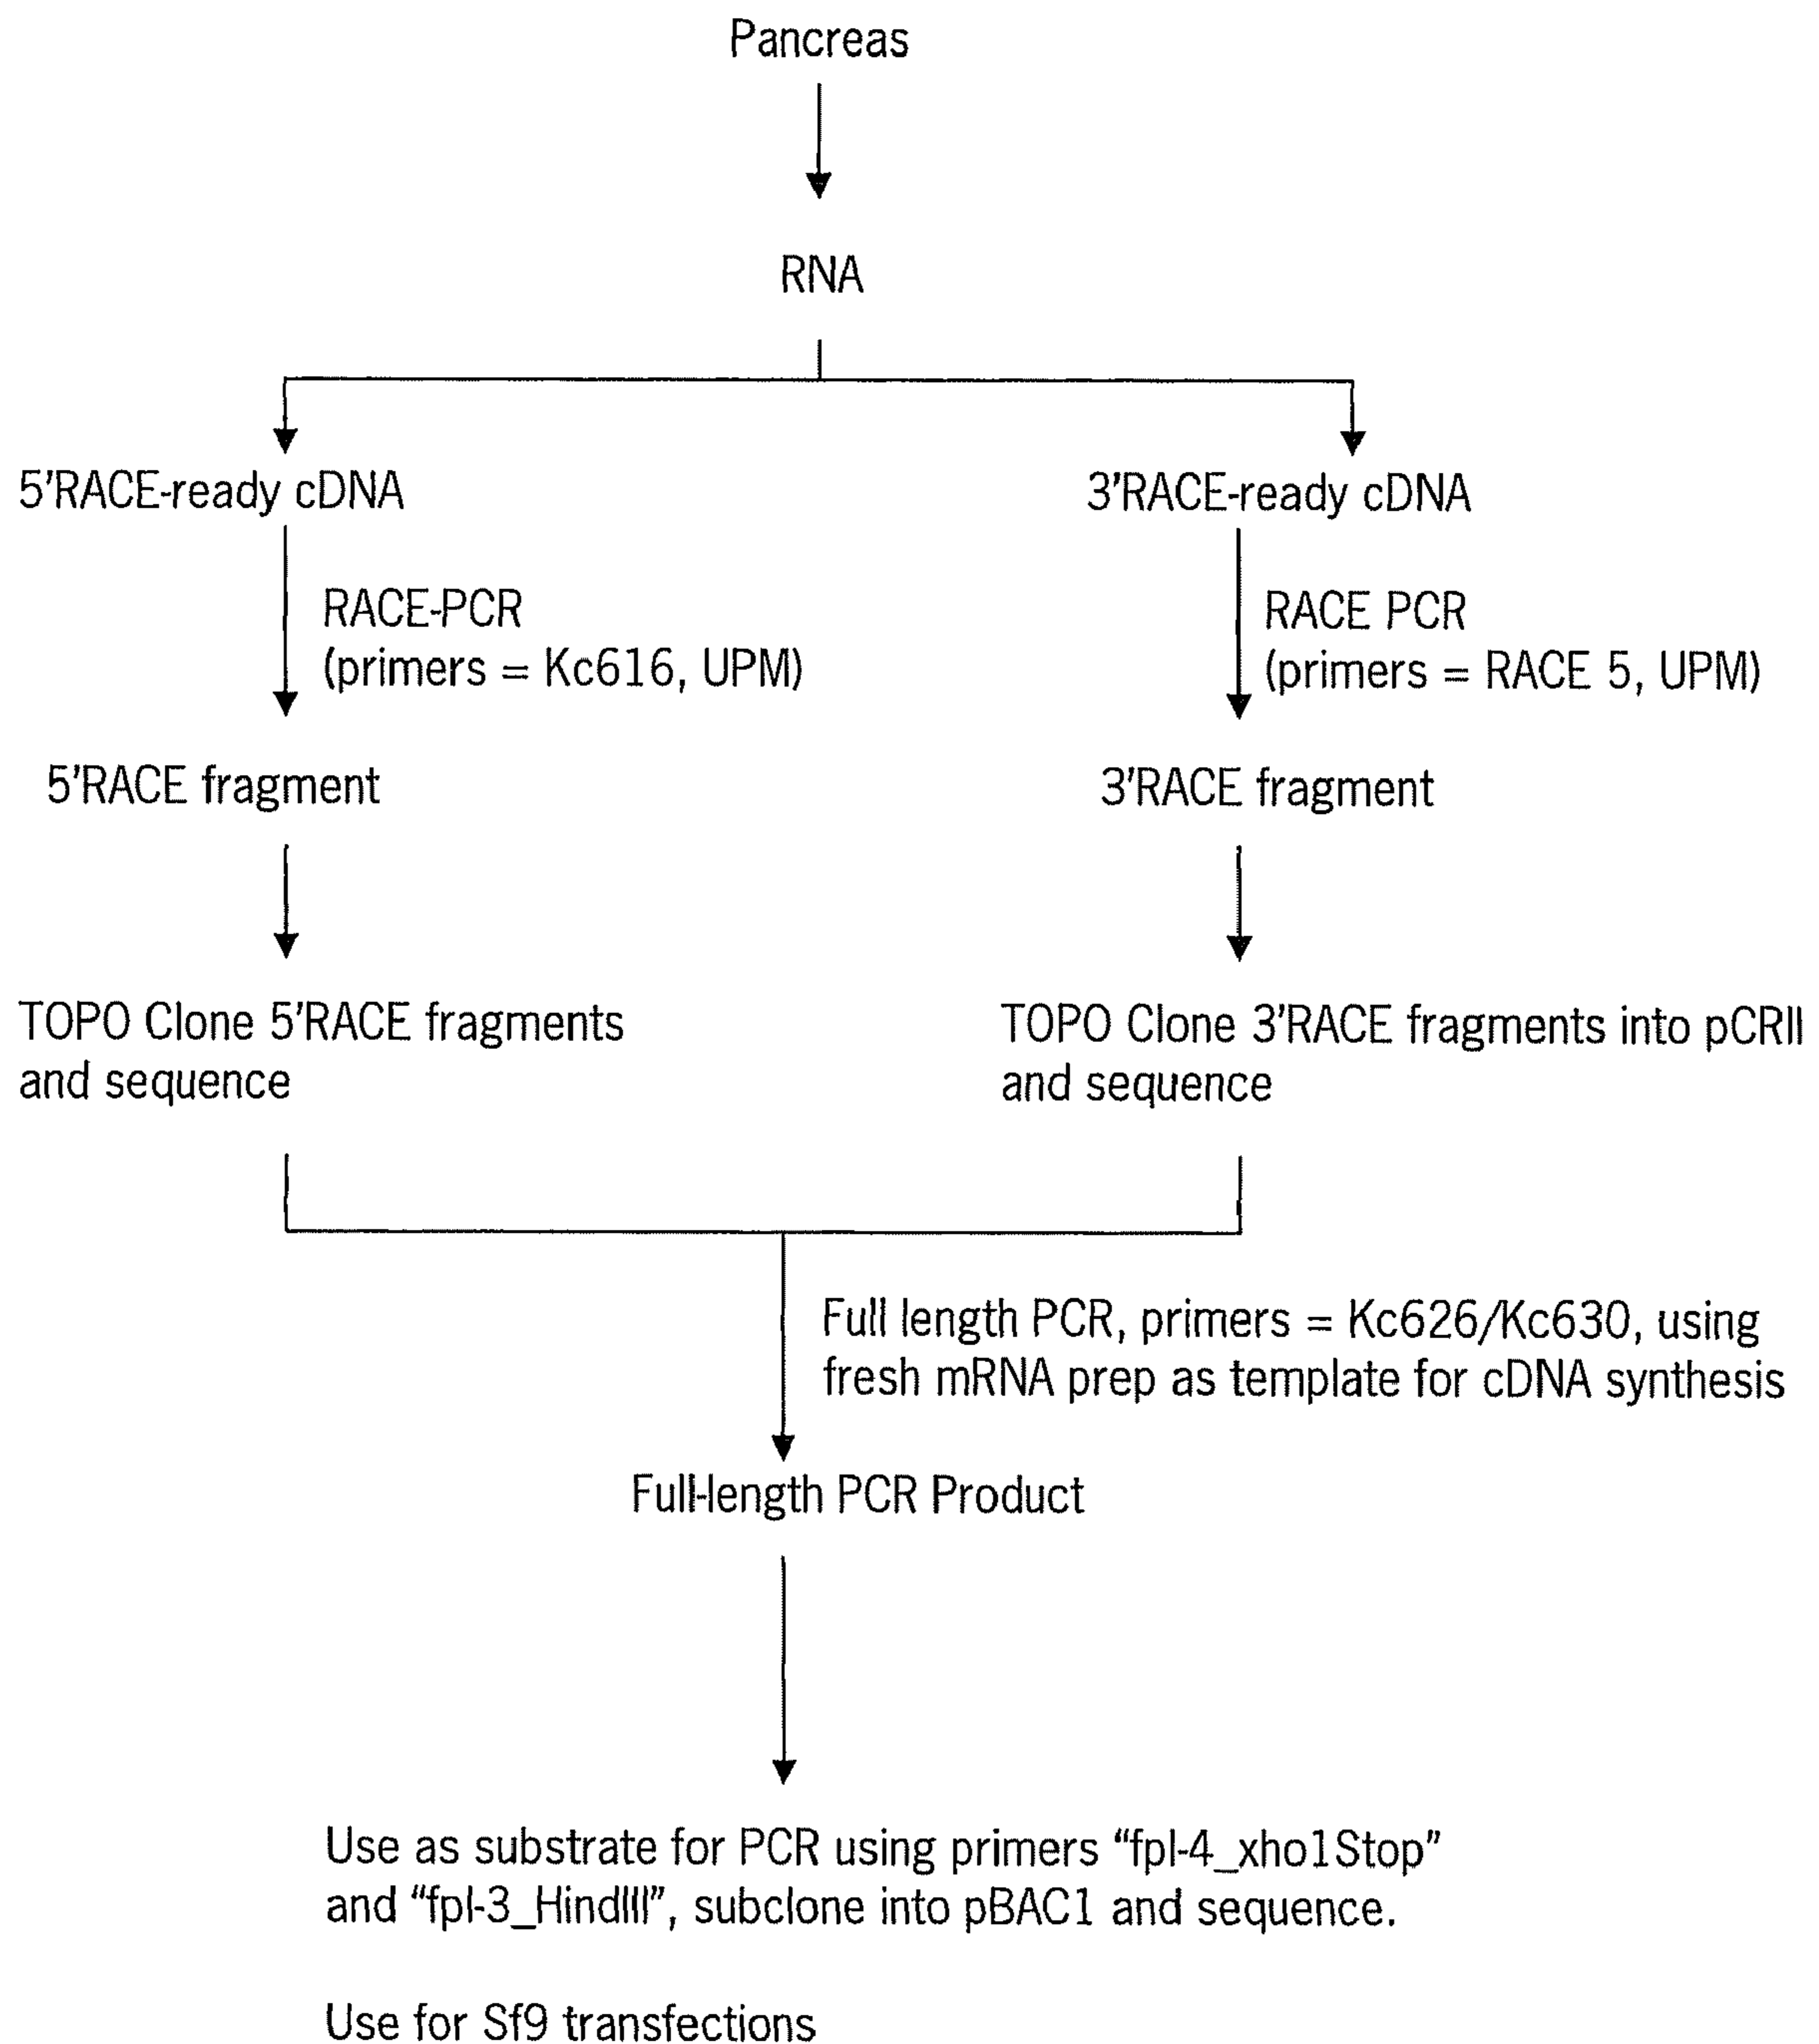 Pancreas
RNA
5'RACE-ready cDNA
3'RACE-ready cDNA
RACE-PCR
(primers = Kc616, UPM)
RACE PCR
(primers = RACE 5, UPM)
5'RACE fragment
3'RACE fragment
TOPO Clone 5'RACE fragments
and sequence
TOPO Clone 3'RACE fragments into pCRII
and sequence
Full length PCR, primers = Kc626/Kc630, using
fresh mRNA prep as template for cDNA synthesis
Full-length PCR Product
Use as substrate for PCR using primers “fpl-4_xho1Stop”
and “fpl-3_HindIII”, subclone into pBAC1 and sequence.
Use for Sf9 transfections